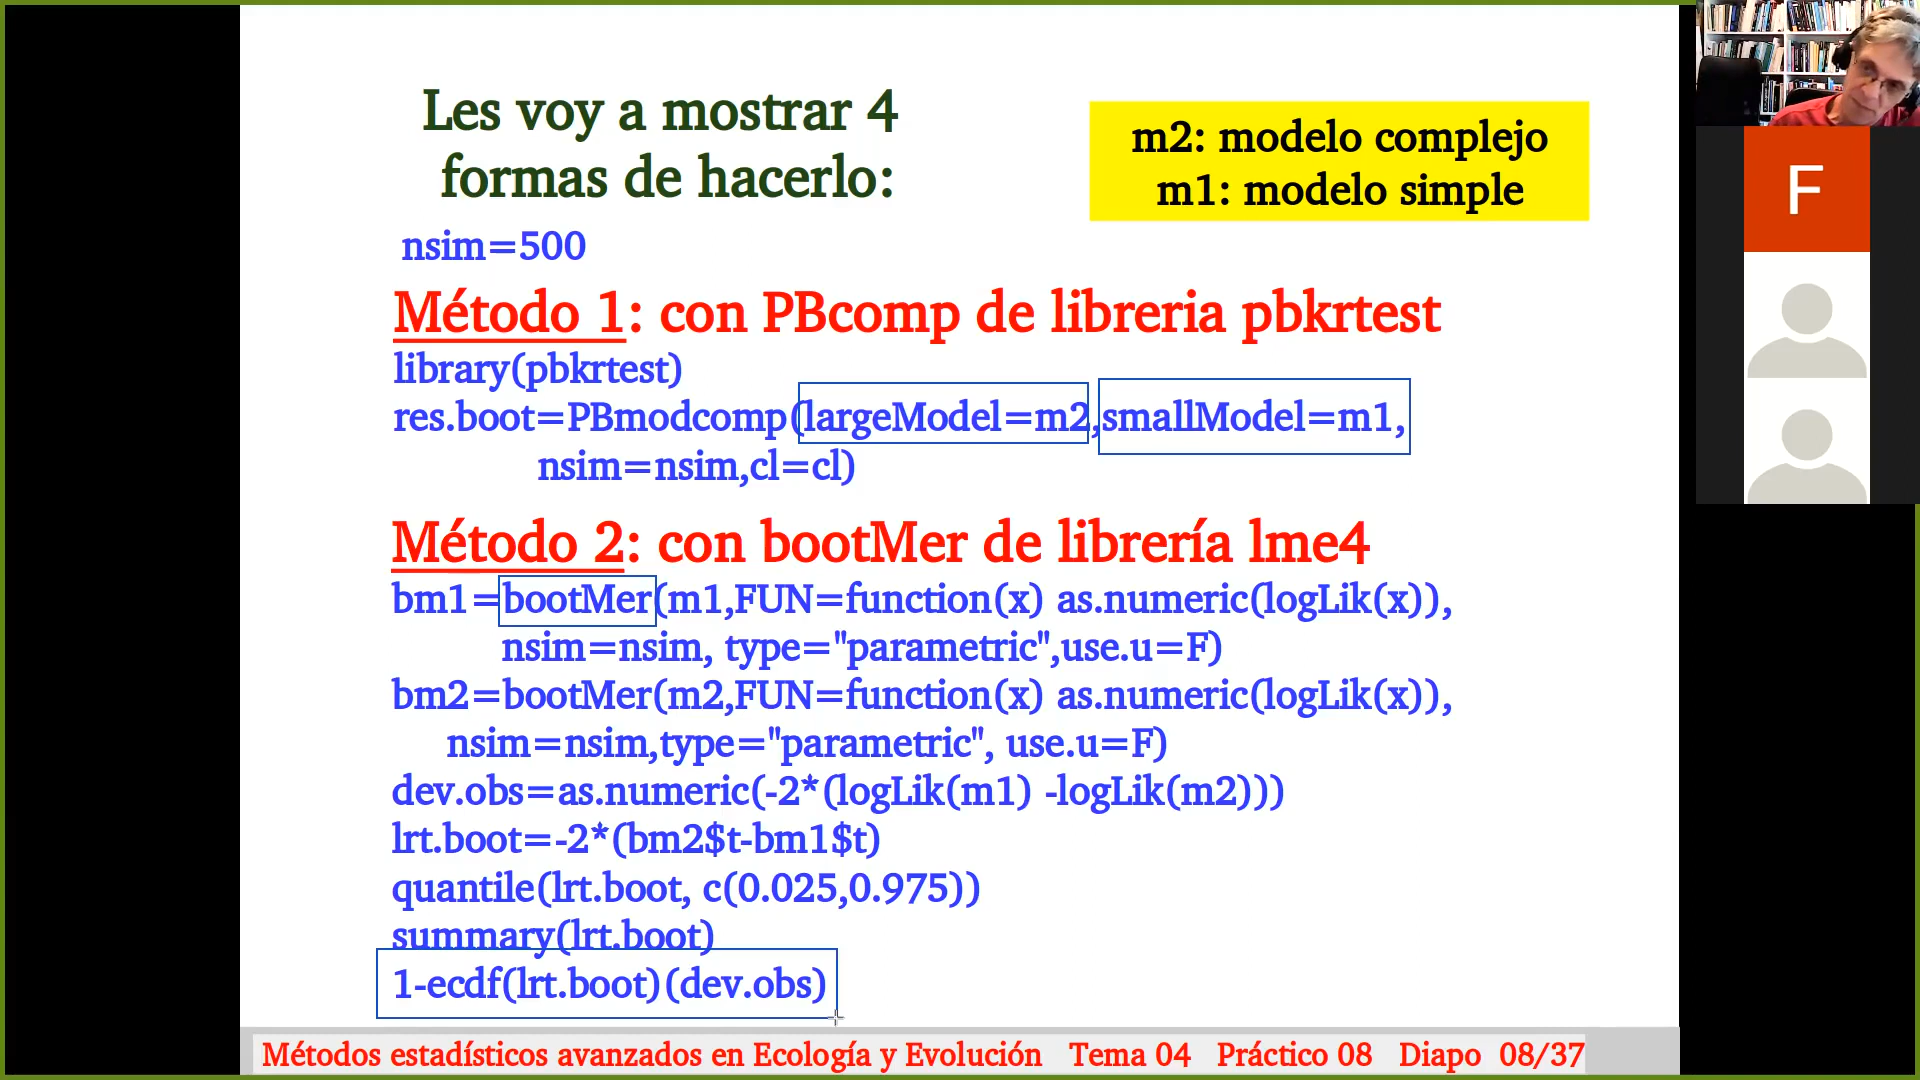 Les voy a mostrar 4
formas de hacerlo:
m2: modelo complejo
m1: modelo simple
nsim=500
Método 1: con PBcomp de libreria pbkrtest
library(pbkrtest)
res.boot=PBmodcomp(largeModel=m2,smallModel=m1,
nsim=nsim,cl=cl)
Método 2: con bootMer de librería lme4
bm1=bootMer(m1,FUN=function(x) as.numeric(logLik(x)),
nsim=nsim, type="parametric",use.u=F)
bm2=bootMer(m2,FUN=function(x) as.numeric(logLik(x)),
nsim=nsim,type="parametric", use.u=F)
dev.obs=as.numeric(-2*(logLik(m1) -logLik(m2)))
lrt.boot=-2*(bm2$t-bm1$t)
quantile(lrt.boot, c(0.025,0.975))
summary(lrt.boot)
1-ecdf(lrt.boot)(dev.obs)
Métodos estadísticos avanzados en Ecología y Evolución Tema 04 Práctico 08 Diapo 08/37
F